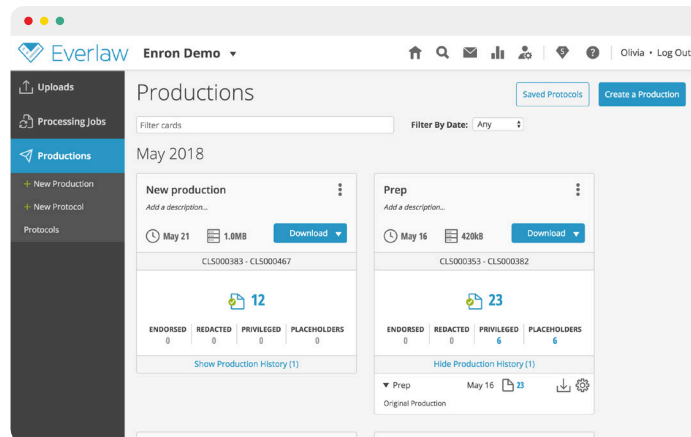 Everlaw Enron Demo Olivia • Log Out
Uploads
Processing Jobs
Productions
+ New Production
+ New Protocol
Protocols
Productions
Saved Protocols
Create a Production
Filter cards
Filter By Date: Any
May 2018
New production
Add a description...
May 21 1.0MB Download
CLS000383 - CLS000467
12
ENDORSED REDACTED PRIVILEGED PLACEHOLDERS
0 0 0 0
Show Production History (1)
Prep
Add a description...
May 16 420kB Download
CLS000353 - CLS000382
23
ENDORSED REDACTED PRIVILEGED PLACEHOLDERS
0 0 6 6
Hide Production History (1)
Prep May 16 23
Original Production